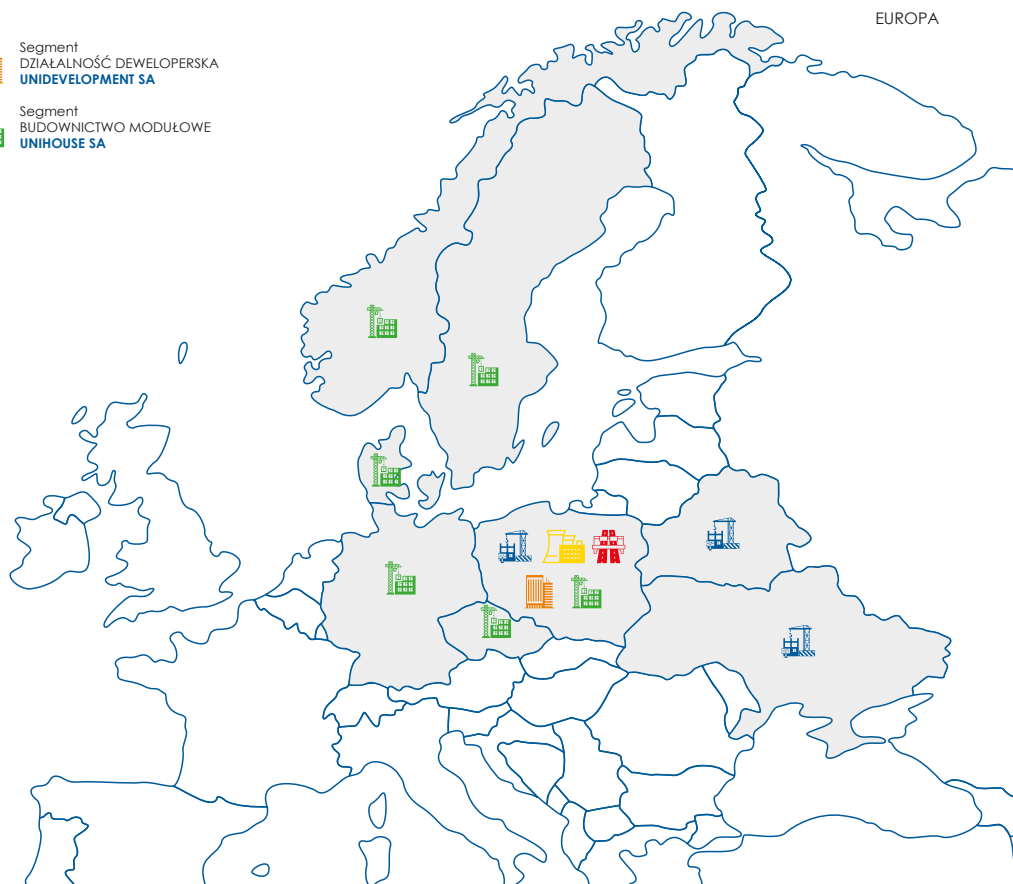 EUROPA
Segment
DZIAŁALNOŚĆ DEWELOPERSKA
UNIDEVELOPMENT SA
Segment
BUDOWNICTWO MODUŁOWE
UNIHOUSE SA